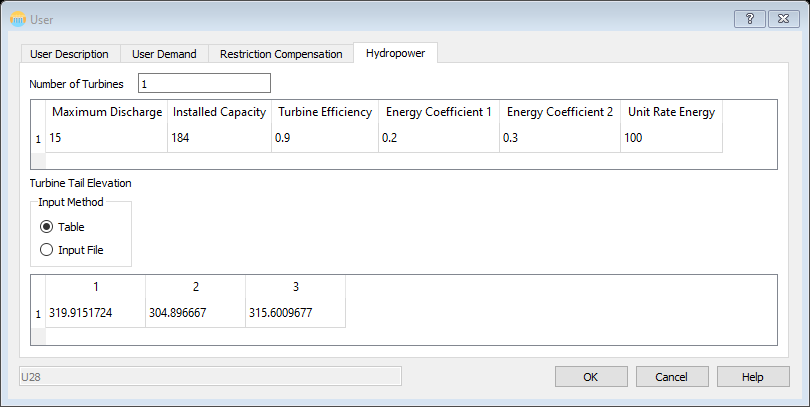 User
User Description User Demand Restriction Compensation Hydropower
Number of Turbines 1
Maximum Discharge Installed Capacity Turbine Efficiency Energy Coefficient 1 Energy Coefficient 2 Unit Rate Energy
1 15 184 0.9 0.2 0.3 100
Turbine Tail Elevation
Input Method
Table
Input File
1 2 3
1 319.9151724 304.896667 315.6009677
U28 OK Cancel Help